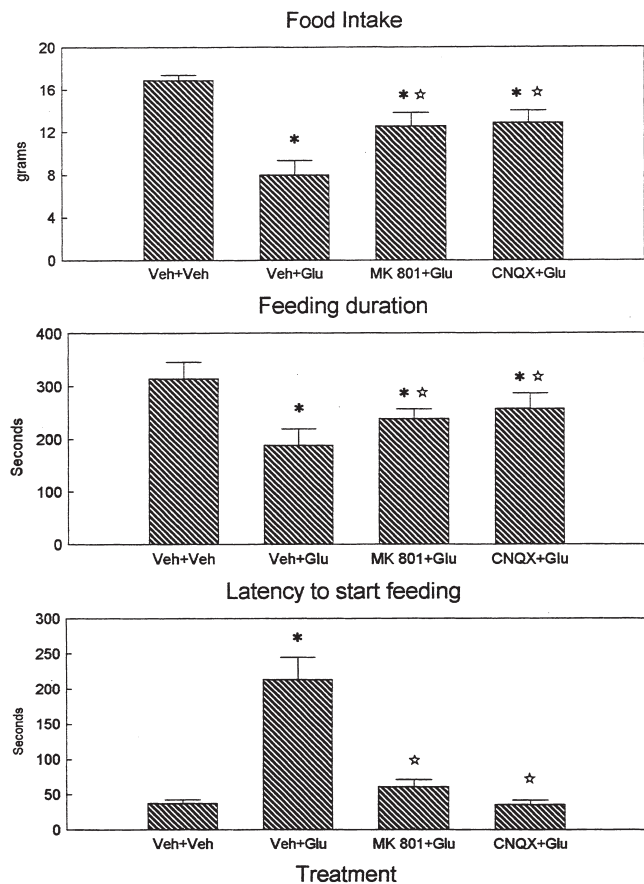 Food Intake
20
16
12
8
4
0
grams
* 
* ☆
* ☆
Veh+Veh Veh+Glu MK 801+Glu CNQX+Glu
Feeding duration
400
300
200
100
0
Seconds
*
* ☆
* ☆
Veh+Veh Veh+Glu MK 801+Glu CNQX+Glu
Latency to start feeding
300
250
200
150
100
50
0
Seconds
*
☆
☆
Veh+Veh Veh+Glu MK 801+Glu CNQX+Glu
Treatment